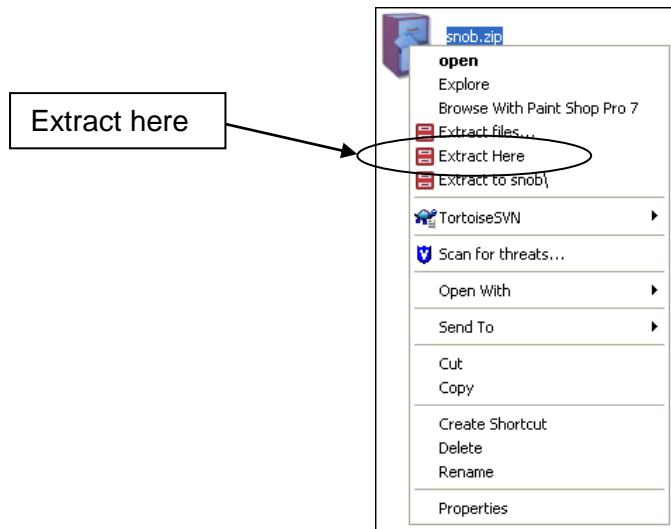 snob.zip
open
Explore
Browse With Paint Shop Pro 7
Extract files...
Extract here
Extract Here
Extract to snob\
TortoiseSVN
Scan for threats...
Open With
Send To
Cut
Copy
Create Shortcut
Delete
Rename
Properties